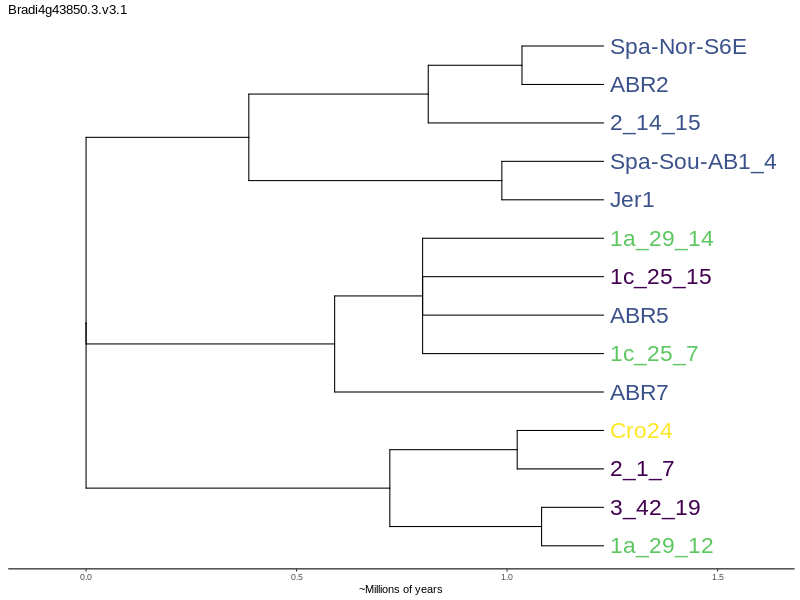 Bradi4g43850.3.v3.1
Spa-Nor-S6E
ABR2
2_14_15
Spa-Sou-AB1_4
Jer1
1a_29_14
1c_25_15
ABR5
1c_25_7
ABR7
Cro24
2_1_7
3_42_19
1a_29_12
0.0 0.5 1.0 1.5
~Millions of years